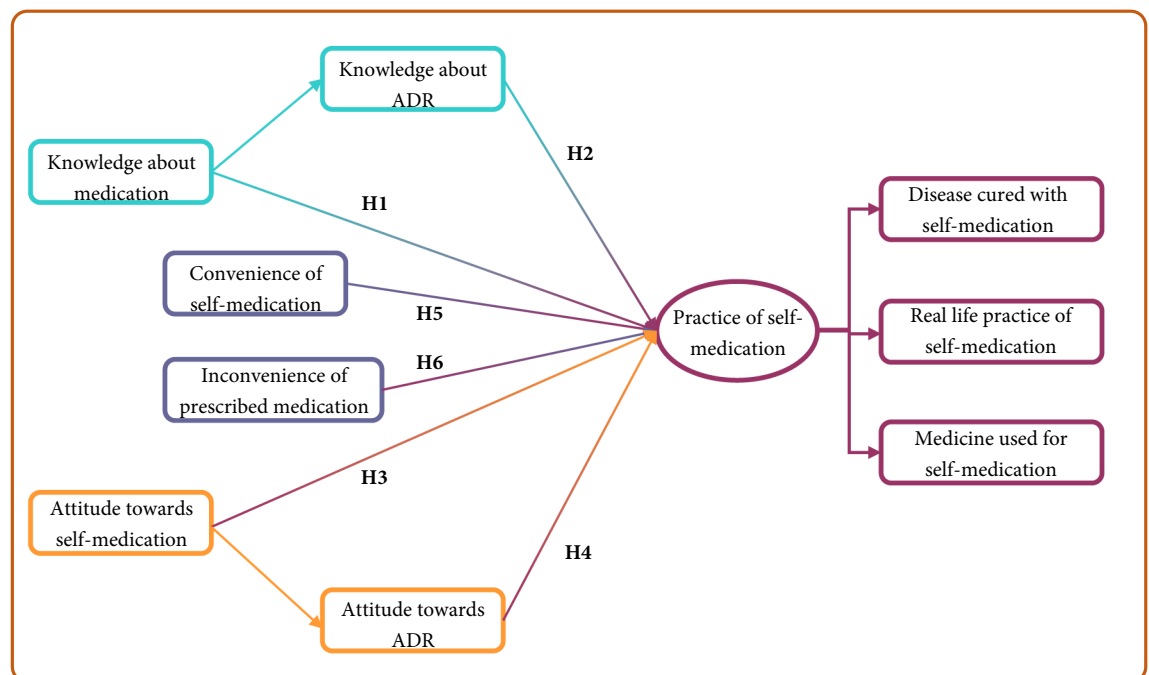 Knowledge about
ADR
Knowledge about
medication
H2
H1
Convenience of
self-medication
H5
Inconvenience of
prescribed medication
H6
H3
Attitude towards
self-medication
H4
Attitude towards
ADR
Practice of self-
medication
Disease cured with
self-medication
Real life practice of
self-medication
Medicine used for
self-medication